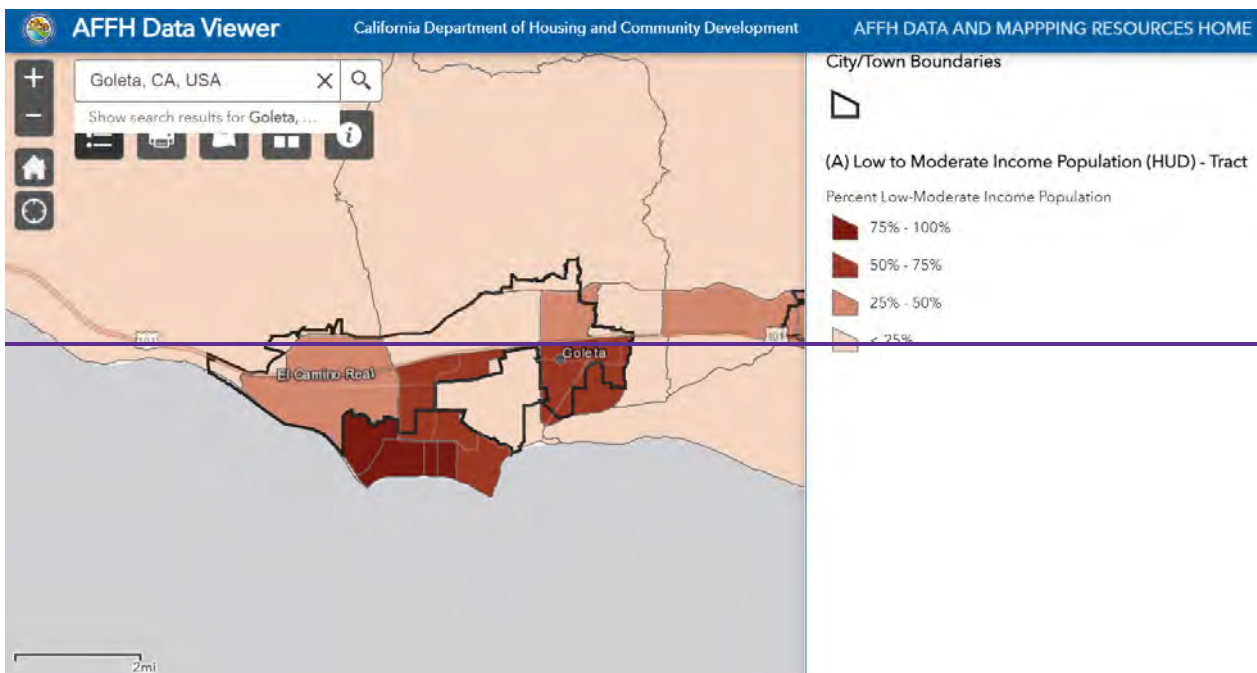 AFFH Data Viewer
California Department of Housing and Community Development
AFFH DATA AND MAPPPING RESOURCES HOME
Goleta, CA, USA
Show search results for Goleta, ...
City/Town Boundaries
(A) Low to Moderate Income Population (HUD) - Tract
Percent Low-Moderate Income Population
75% - 100%
50% - 75%
25% - 50%
< 25%
101
101
Goleta
El Camino Real
2mi